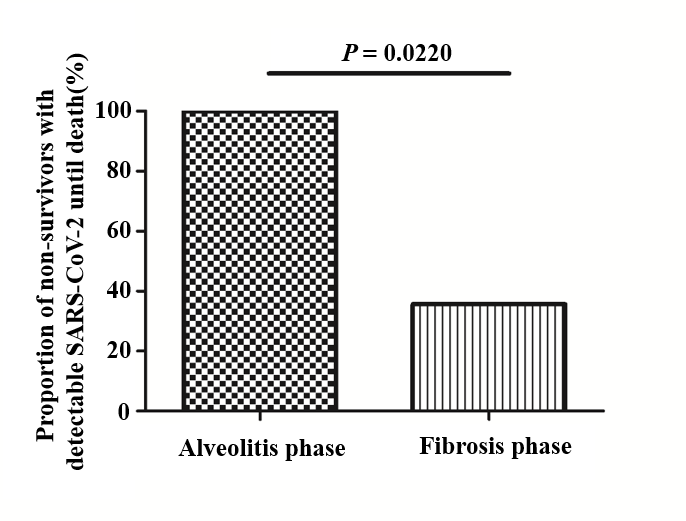 P = 0.0220
Proportion of non-survivors with
detectable SARS-CoV-2 until death(%)
100
80
60
40
20
0
Alveolitis phase
Fibrosis phase